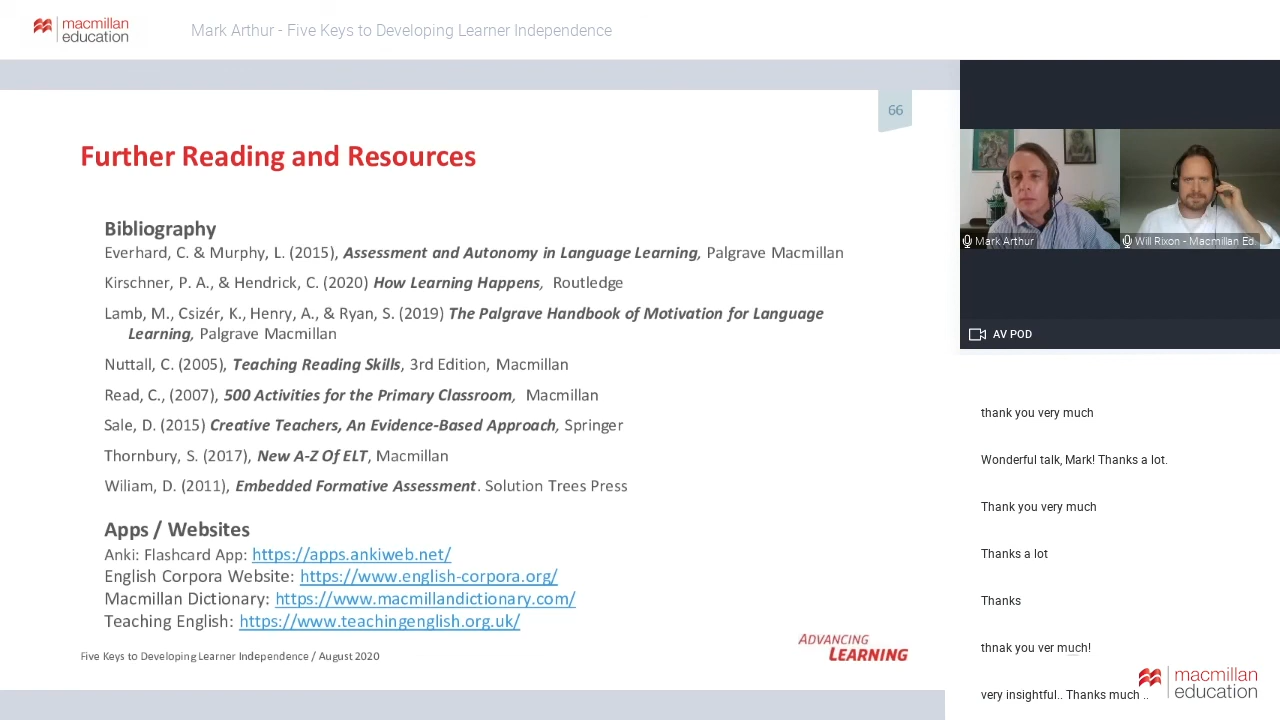 macmillan
education
Mark Arthur - Five Keys to Developing Learner Independence
66
Further Reading and Resources
Bibliography
Everhard, C. & Murphy, L. (2015), Assessment and Autonomy in Language Learning, Palgrave Macmillan
Kirschner, P. A., & Hendrick, C. (2020) How Learning Happens, Routledge
Lamb, M., Csizér, K., Henry, A., & Ryan, S. (2019) The Palgrave Handbook of Motivation for Language
Learning, Palgrave Macmillan
Nuttall, C. (2005), Teaching Reading Skills, 3rd Edition, Macmillan
Read, C., (2007), 500 Activities for the Primary Classroom, Macmillan
Sale, D. (2015) Creative Teachers, An Evidence-Based Approach, Springer
Thornbury, S. (2017), New A-Z Of ELT, Macmillan
Wiliam, D. (2011), Embedded Formative Assessment. Solution Trees Press
Apps / Websites
Anki: Flashcard App: https://apps.ankiweb.net/
English Corpora Website: https://www.english-corpora.org/
Macmillan Dictionary: https://www.macmillandictionary.com/
Teaching English: https://www.teachingenglish.org.uk/
Five Keys to Developing Learner Independence / August 2020
ADVANCING
LEARNING
Mark Arthur
Will Rixon - Macmillan Ed.
AV POD
thank you very much
Wonderful talk, Mark! Thanks a lot.
Thank you very much
Thanks a lot
Thanks
thnak you ver much!
very insightful.. Thanks much ..
macmillan
education